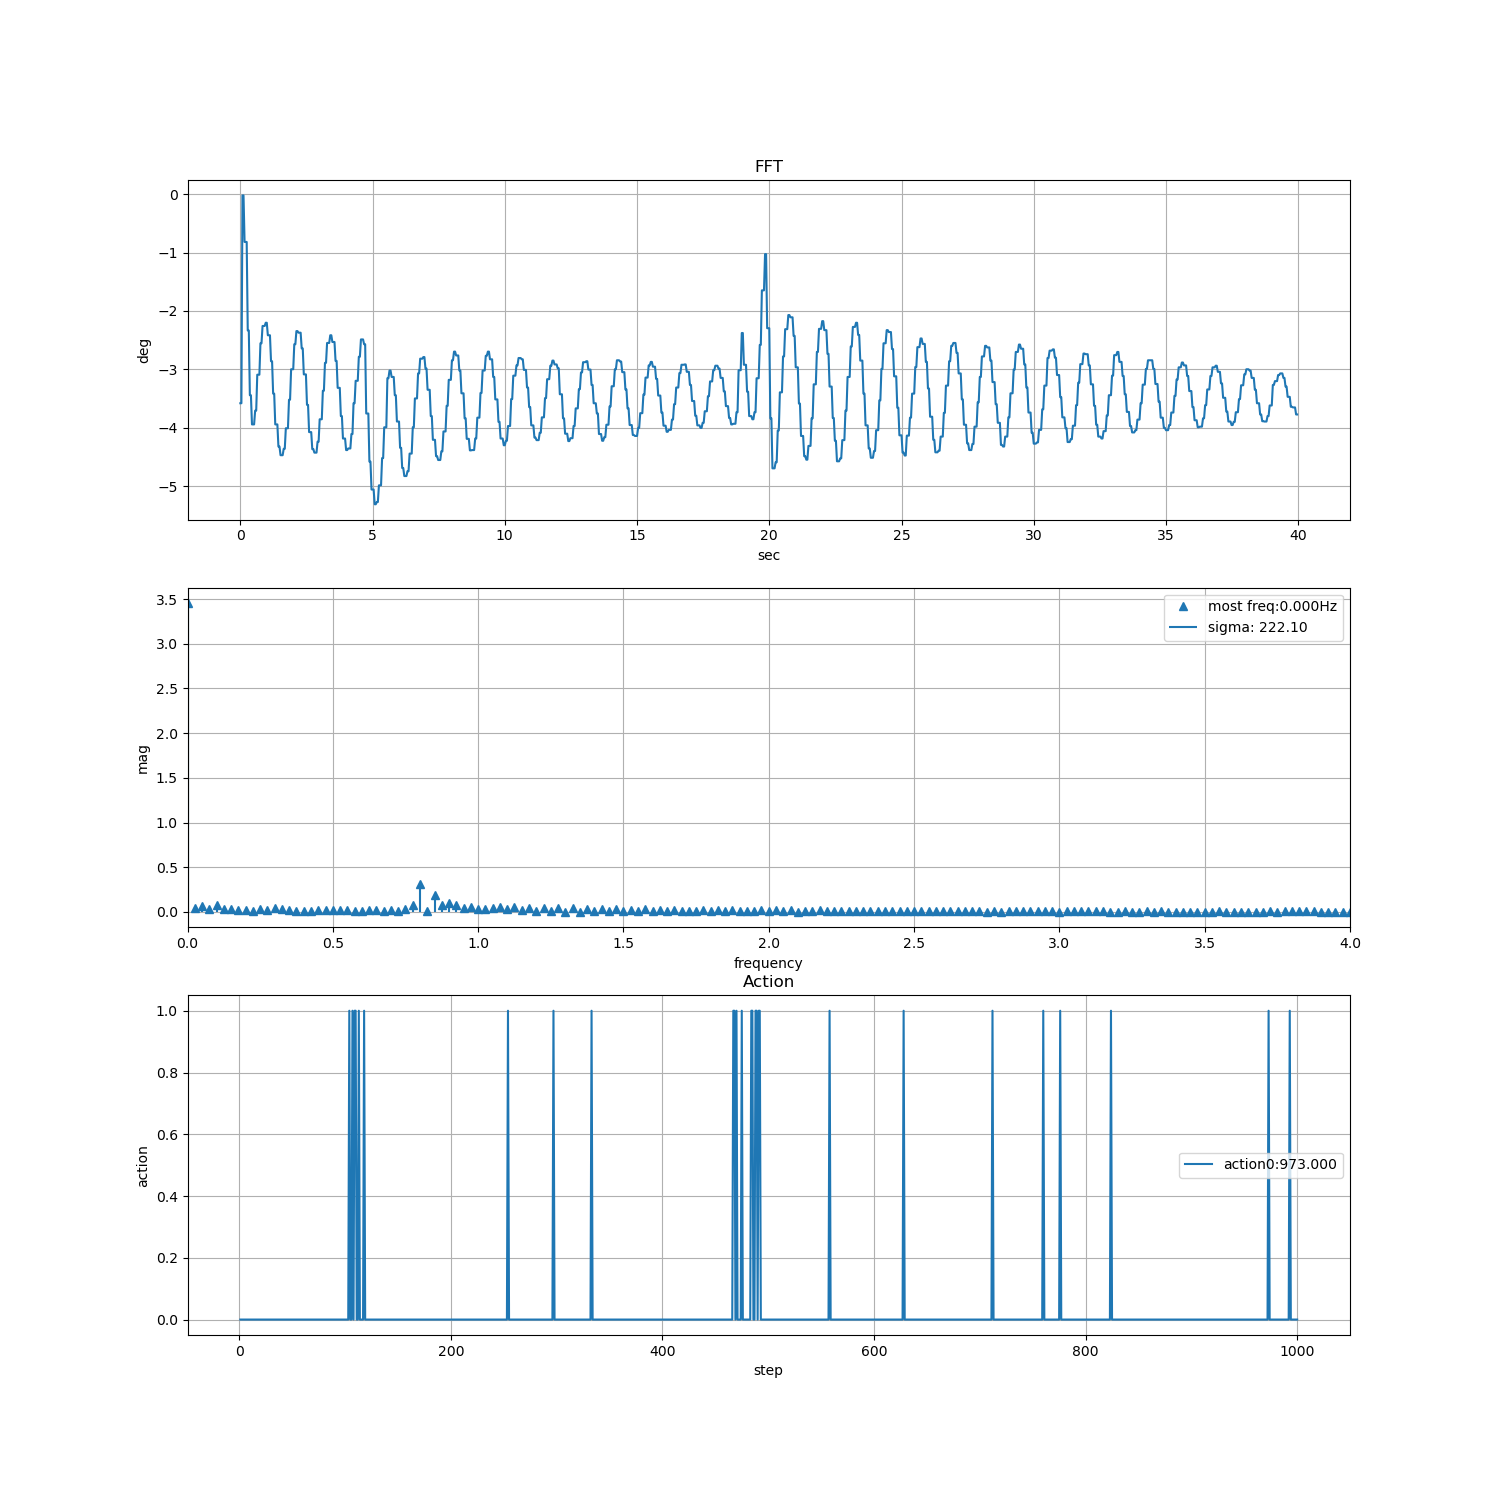 FFT
0
−1
−2
−3
−4
−5
deg
0 5 10 15 20 25 30 35 40
sec
3.5
3.0
2.5
2.0
1.5
1.0
0.5
0.0
mag
most freq:0.000Hz
sigma: 222.10
0.0 0.5 1.0 1.5 2.0 2.5 3.0 3.5 4.0
frequency
Action
1.0
0.8
0.6
0.4
0.2
0.0
action
action0:973.000
0 200 400 600 800 1000
step